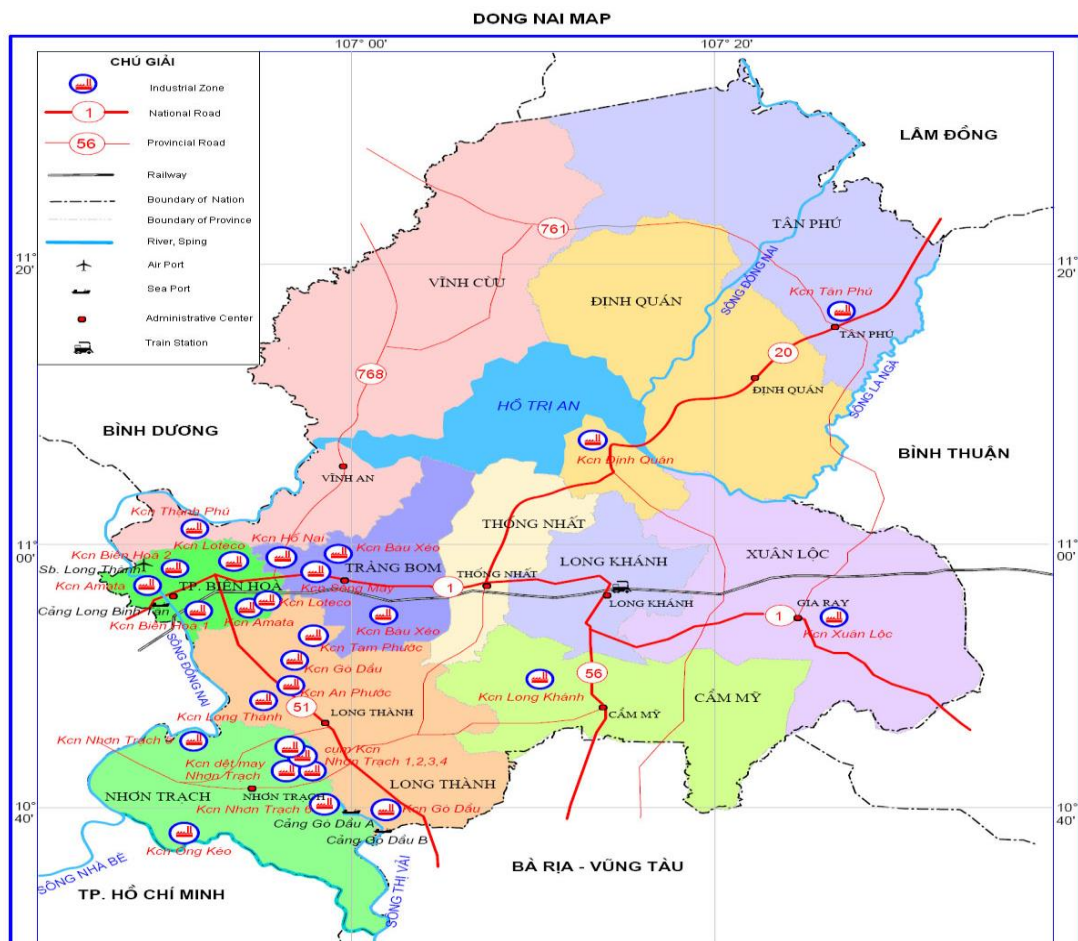 DONG NAI MAP
107° 00'
107° 20'
CHÚ GIẢI
Industrial Zone
1
National Road
56
Provincial Road
Railway
Boundary of Nation
Boundary of Province
River, Sping
Air Port
Sea Port
Administrative Center
Train Station
LÂM ĐỒNG
761
TÂN PHÚ
11°
20'
11°
20'
VĨNH CỬU
ĐỊNH QUÁN
SÔNG ĐỒNG NAI
Kcn Tân Phú
TÂN PHÚ
20
768
ĐỊNH QUÁN
SÔNG LA NGÀ
HỒ TRỊ AN
BÌNH DƯƠNG
Kcn Định Quán
BÌNH THUẬN
VĨNH AN
Kcn Thạnh Phú
THỐNG NHẤT
11°
00'
11°
00'
Kcn Loteco
Kcn Hố Nai
Kcn Bàu Xéo
XUÂN LỘC
Kcn Biên Hoà 2
LONG KHÁNH
Sb. Long Thành
TRẢNG BOM
THỐNG NHẤT
Kcn Amata
TP. BIÊN HOÀ
Kcn Sông Mây
1
LONG KHÁNH
Cảng Long Bình Tân
Kcn Loteco
GIA RAY
Kcn Biên Hoà 1
Kcn Amata
Kcn Bàu Xéo
1
Kcn Xuân Lộc
Kcn Tam Phước
SÔNG ĐỒNG NAI
Kcn Gò Dầu
56
Kcn An Phước
Kcn Long Khánh
CẨM MỸ
Kcn Long Thành
51
LONG THÀNH
CẨM MỸ
Kcn Nhơn Trạch
cụm Kcn
Kcn dệt may
Nhơn Trạch 1,2,3,4
Nhơn Trạch
LONG THÀNH
NHƠN TRẠCH
NHƠN TRẠCH
10°
40'
10°
40'
Kcn Nhơn Trạch 6
Kcn Gò Dầu
Cảng Gò Dầu A
Cảng Gò Dầu B
Kcn Ông Kèo
SÔNG NHÀ BÈ
BÀ RỊA - VŨNG TÀU
SÔNG THỊ VẢI
TP. HỒ CHÍ MINH